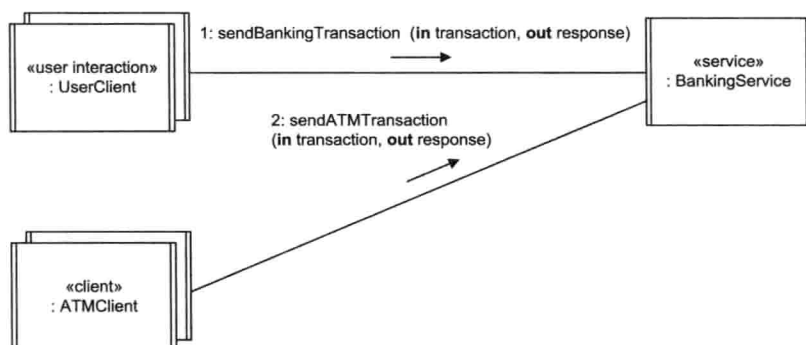 1: sendBankingTransaction (in transaction, out response)
«user interaction»
: UserClient
«service»
: BankingService
2: sendATMTransaction
(in transaction, out response)
«client»
: ATMClient